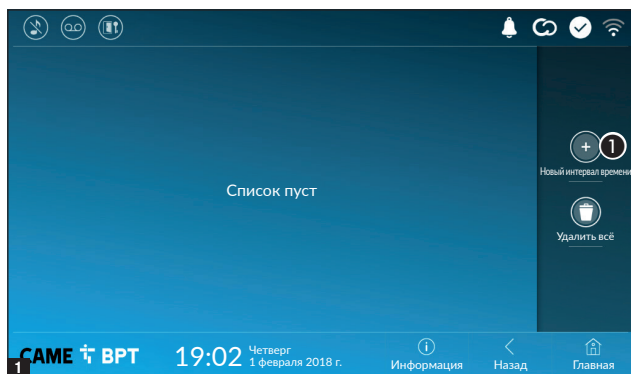 Список пуст
+ 1
Новый интервал времени
Удалить всё
1
CAME BPT
19:02
Четверг
1 февраля 2018 г.
Информация
Назад
Главная